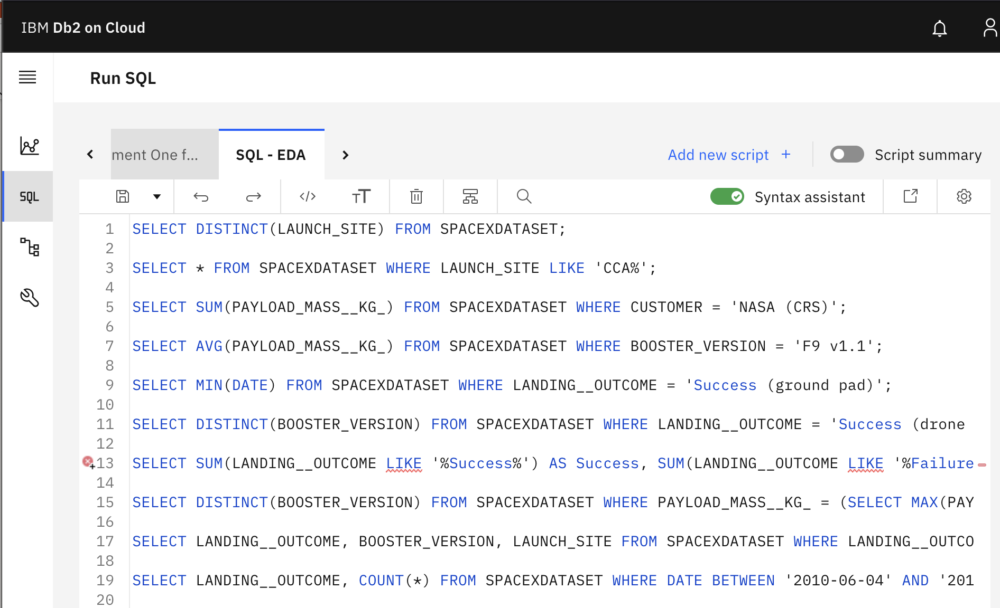 IBM Db2 on Cloud
Run SQL
ment One f...
SQL - EDA
Add new script +
Script summary
SQL
Syntax assistant
1 SELECT DISTINCT(LAUNCH_SITE) FROM SPACEXDATASET;
2
3 SELECT * FROM SPACEXDATASET WHERE LAUNCH_SITE LIKE 'CCA%';
4
5 SELECT SUM(PAYLOAD_MASS__KG_) FROM SPACEXDATASET WHERE CUSTOMER = 'NASA (CRS)';
6
7 SELECT AVG(PAYLOAD_MASS__KG_) FROM SPACEXDATASET WHERE BOOSTER_VERSION = 'F9 v1.1';
8
9 SELECT MIN(DATE) FROM SPACEXDATASET WHERE LANDING__OUTCOME = 'Success (ground pad)';
10
11 SELECT DISTINCT(BOOSTER_VERSION) FROM SPACEXDATASET WHERE LANDING__OUTCOME = 'Success (drone
12
13 SELECT SUM(LANDING__OUTCOME LIKE '%Success%') AS Success, SUM(LANDING__OUTCOME LIKE '%Failure
14
15 SELECT DISTINCT(BOOSTER_VERSION) FROM SPACEXDATASET WHERE PAYLOAD_MASS__KG_ = (SELECT MAX(PAY
16
17 SELECT LANDING__OUTCOME, BOOSTER_VERSION, LAUNCH_SITE FROM SPACEXDATASET WHERE LANDING__OUTCO
18
19 SELECT LANDING__OUTCOME, COUNT(*) FROM SPACEXDATASET WHERE DATE BETWEEN '2010-06-04' AND '201
20